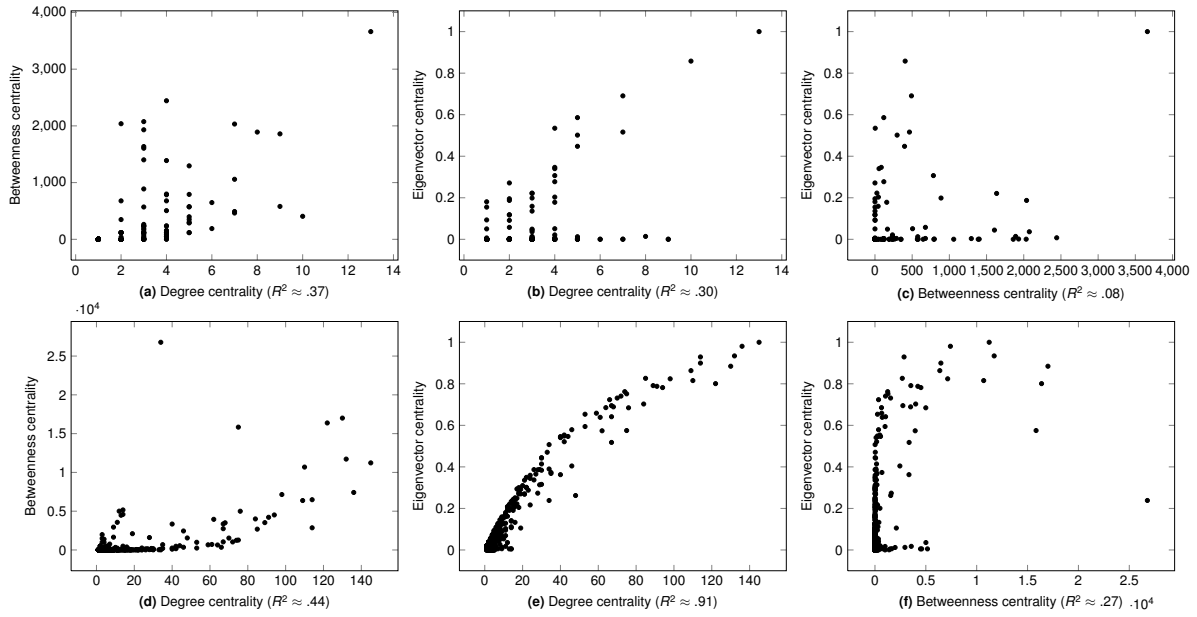 4,000
3,000
2,000
1,000
0
Betweenness centrality
0 2 4 6 8 10 12 14
(a) Degree centrality (R² ≈ .37)
1
0.8
0.6
0.4
0.2
0
Eigenvector centrality
0 2 4 6 8 10 12 14
(b) Degree centrality (R² ≈ .30)
1
0.8
0.6
0.4
0.2
0
Eigenvector centrality
0 500 1,000 1,500 2,000 2,500 3,000 3,500 4,000
(c) Betweenness centrality (R² ≈ .08)
·10⁴
2.5
2
1.5
1
0.5
0
Betweenness centrality
0 20 40 60 80 100 120 140
(d) Degree centrality (R² ≈ .44)
1
0.8
0.6
0.4
0.2
0
Eigenvector centrality
0 20 40 60 80 100 120 140
(e) Degree centrality (R² ≈ .91)
1
0.8
0.6
0.4
0.2
0
Eigenvector centrality
0 0.5 1 1.5 2 2.5
(f) Betweenness centrality (R² ≈ .27) ·10⁴